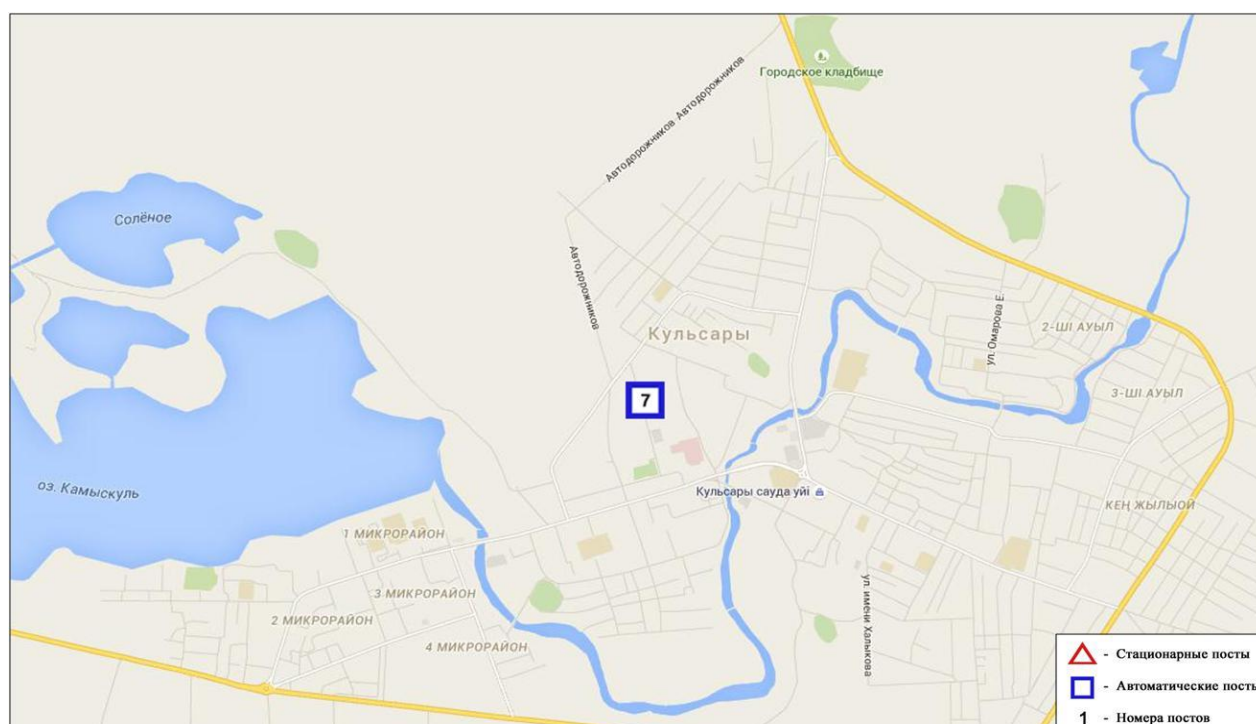 Городское кладбище
Автодорожников Автодорожников
Солёное
Автодорожников
Кульсары
ул. Омарова Е.
2-ШІ АУЫЛ
3-ШІ АУЫЛ
7
оз. Камыскуль
Кульсары сауда уйі
КЕҢ ЖЫЛЫОЙ
1 МИКРОРАЙОН
3 МИКРОРАЙОН
2 МИКРОРАЙОН
4 МИКРОРАЙОН
ул. имени Халыкова
- Стационарные посты
- Автоматические посты
1 - Номера постов